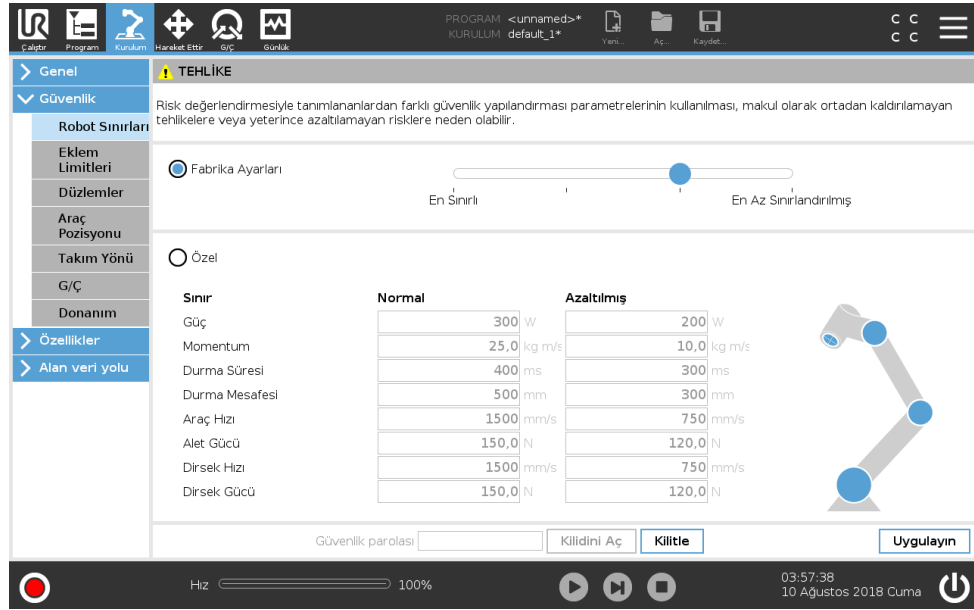 PROGRAM <unnamed>*
KURULUM default_1*
Çalıştır Program Kurulum Hareket Ettir G/Ç Günlük Yeni... Aç... Kaydet...
C C
C C
Genel
Güvenlik
Robot Sınırları
Eklem
Limitleri
Düzlemler
Araç
Pozisyonu
Takım Yönü
G/Ç
Donanım
Özellikler
Alan veri yolu
TEHLİKE
Risk değerlendirmesiyle tanımlananlardan farklı güvenlik yapılandırması parametrelerinin kullanılması, makul olarak ortadan kaldırılamayan
tehlikelere veya yeterince azaltılamayan risklere neden olabilir.
Fabrika Ayarları
En Sınırlı En Az Sınırlandırılmış
Özel
Sınır Normal Azaltılmış
Güç 300 W 200 W
Momentum 25,0 kg m/s 10,0 kg m/s
Durma Süresi 400 ms 300 ms
Durma Mesafesi 500 mm 300 mm
Araç Hızı 1500 mm/s 750 mm/s
Alet Gücü 150,0 N 120,0 N
Dirsek Hızı 1500 mm/s 750 mm/s
Dirsek Gücü 150,0 N 120,0 N
Güvenlik parolası Kilidini Aç Kilitle Uygulayın
Hız 100%
03:57:38
10 Ağustos 2018 Cuma